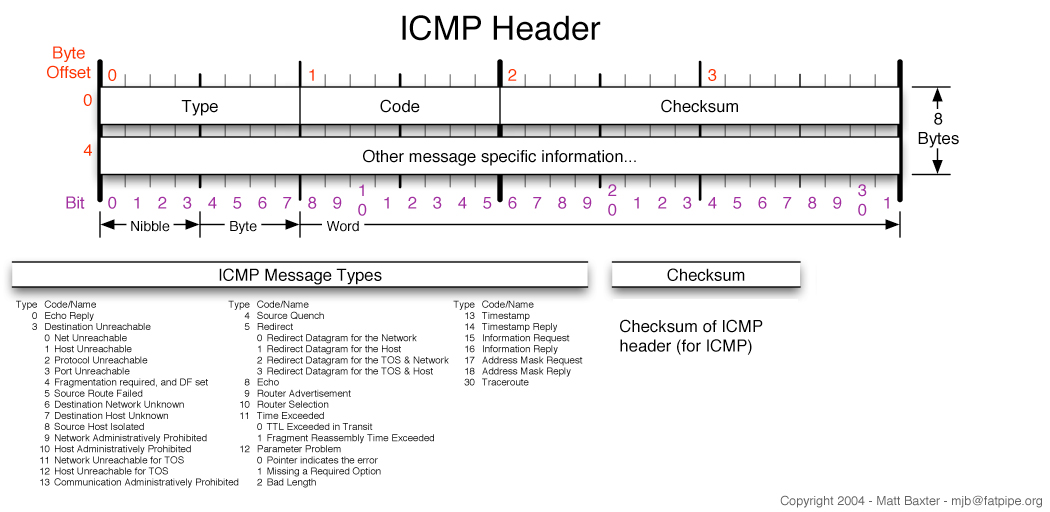 ICMP Header
Byte
Offset
0 1 2 3
0 Type Code Checksum
8
Bytes
4 Other message specific information...
Bit 0 1 2 3 4 5 6 7 8 9 10 1 2 3 4 5 6 7 8 9 20 1 2 3 4 5 6 7 8 9 30 1
Nibble Byte Word
ICMP Message Types
Type Code/Name
0 Echo Reply
3 Destination Unreachable
0 Net Unreachable
1 Host Unreachable
2 Protocol Unreachable
3 Port Unreachable
4 Fragmentation required, and DF set
5 Source Route Failed
6 Destination Network Unknown
7 Destination Host Unknown
8 Source Host Isolated
9 Network Administratively Prohibited
10 Host Administratively Prohibited
11 Network Unreachable for TOS
12 Host Unreachable for TOS
13 Communication Administratively Prohibited
Type Code/Name
4 Source Quench
5 Redirect
0 Redirect Datagram for the Network
1 Redirect Datagram for the Host
2 Redirect Datagram for the TOS & Network
3 Redirect Datagram for the TOS & Host
8 Echo
9 Router Advertisement
10 Router Selection
11 Time Exceeded
0 TTL Exceeded in Transit
1 Fragment Reassembly Time Exceeded
12 Parameter Problem
0 Pointer indicates the error
1 Missing a Required Option
2 Bad Length
Type Code/Name
13 Timestamp
14 Timestamp Reply
15 Information Request
16 Information Reply
17 Address Mask Request
18 Address Mask Reply
30 Traceroute
Checksum
Checksum of ICMP
header (for ICMP)
Copyright 2004 - Matt Baxter - mjb@fatpipe.org